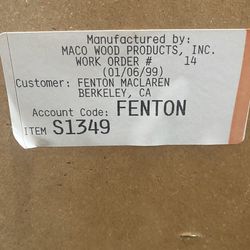 Manufactured by:
MACO WOOD PRODUCTS, INC.
WORK ORDER # 14
(01/06/99)
Customer: FENTON MACLAREN
BERKELEY, CA
Account Code: FENTON
ITEM S1349